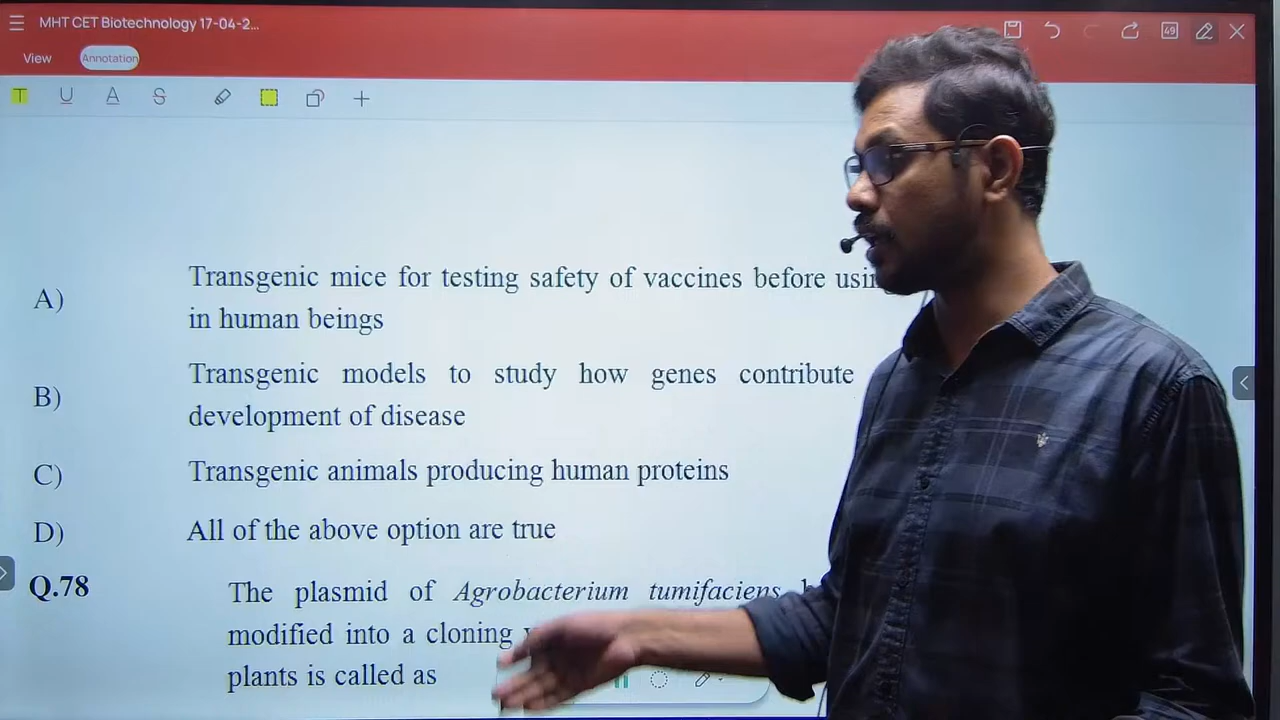 MHT CET Biotechnology 17-04-2...
49
View
Annotation
T U A S
A)
Transgenic mice for testing safety of vaccines before
in human beings
B)
Transgenic models to study how genes contribute
development of disease
C)
Transgenic animals producing human proteins
D)
All of the above option are true
Q.78
The plasmid of Agrobacterium tumifaciens
modified into a cloning
plants is called as